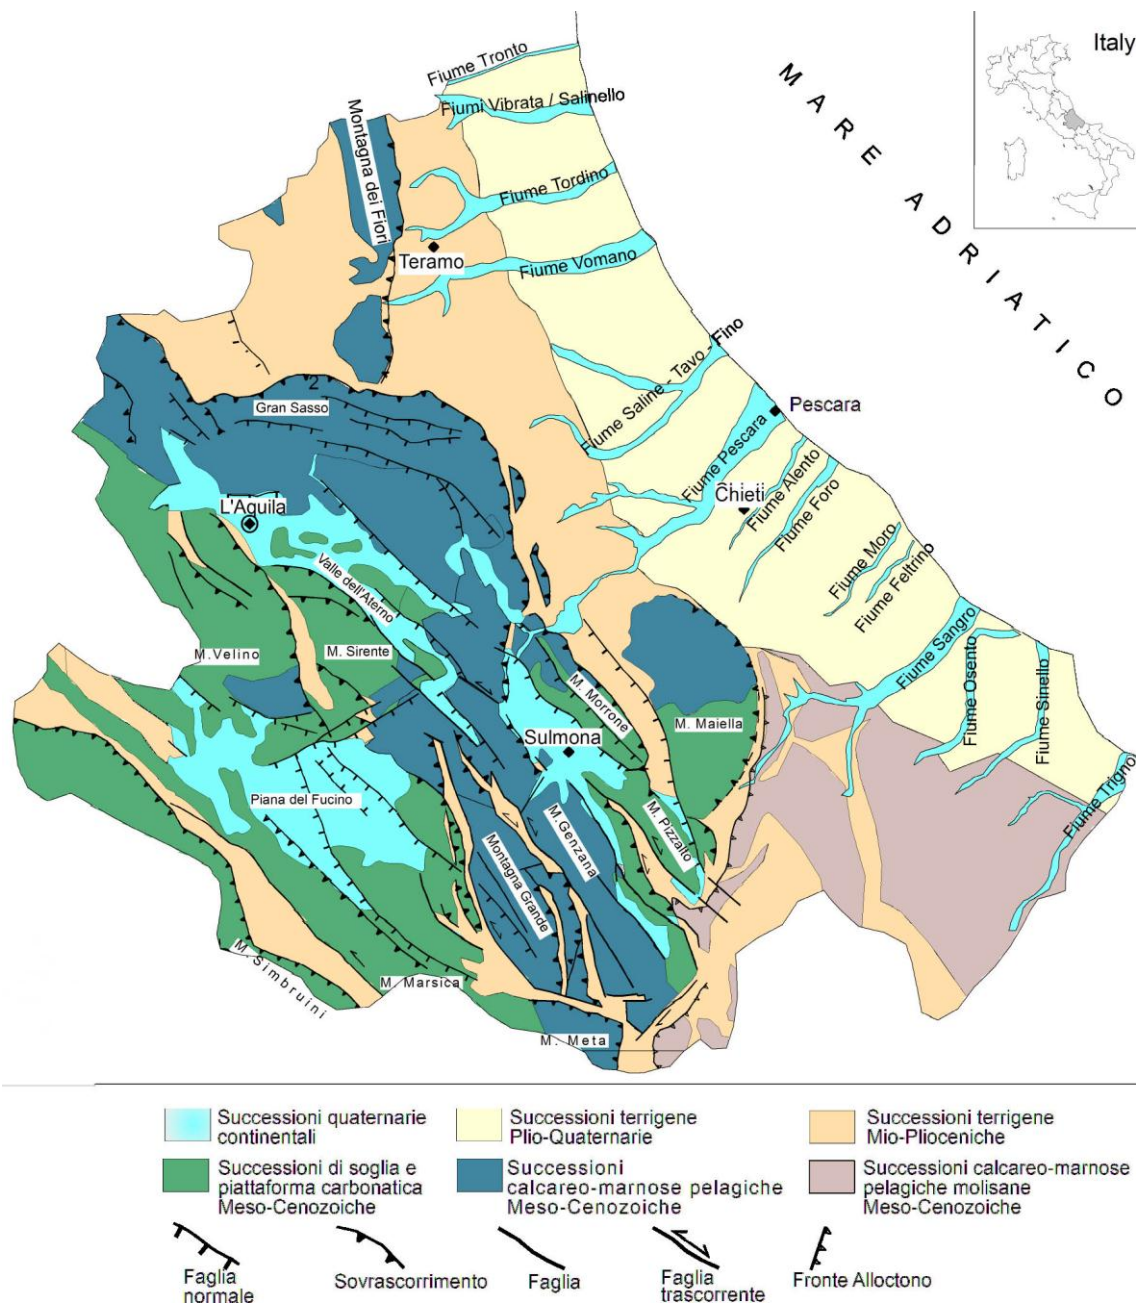 Italy
MARE ADRIATICO
Fiume Tronto
Fiumi Vibrata / Salinello
Montagna dei Fiori
Fiume Tordino
Teramo
Fiume Vomano
2
Gran Sasso
Fiume Saline - Tavo - Fino
Pescara
Fiume Pescara
Chieti
Fiume Alento
Fiume Foro
L'Aquila
Fiume Moro
Fiume Feltrino
Valle dell'Aterno
M.Velino
M. Sirente
Fiume Sangro
M. Morrone
M. Maiella
Fiume Osento
Fiume Sinello
Sulmona
Fiume Trigno
Piana del Fucino
M. Genzana
M. Pizzalto
Montagna Grande
M. Simbruini
M. Marsica
M. Meta
Successioni quaternarie
continentali
Successioni terrigene
Plio-Quaternarie
Successioni terrigene
Mio-Plioceniche
Successioni di soglia e
piattaforma carbonatica
Meso-Cenozoiche
Successioni
calcareo-marnose pelagiche
Meso-Cenozoiche
Successioni calcareo-marnose
pelagiche molisane
Meso-Cenozoiche
Faglia
normale
Sovrascorrimento
Faglia
Faglia
trascorrente
Fronte Alloctono